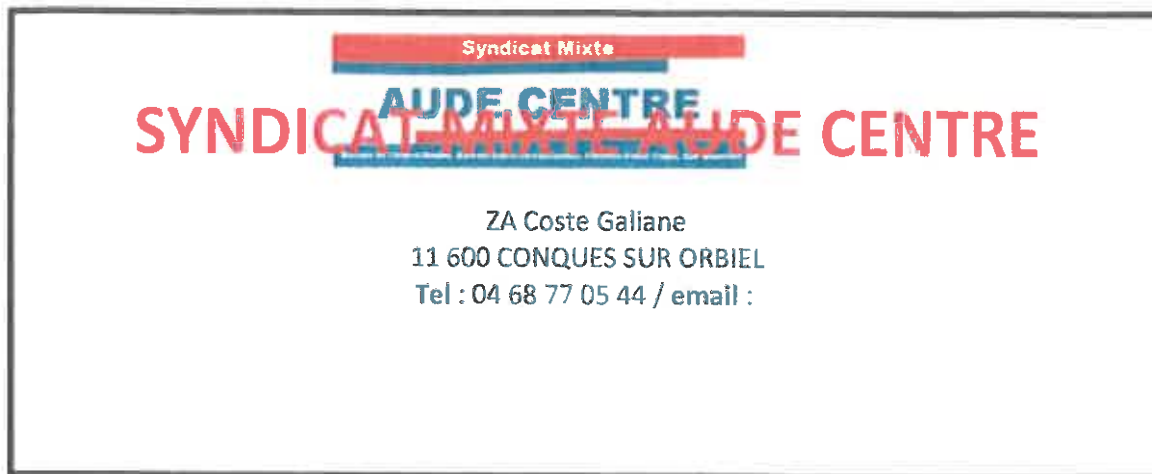 Syndicat Mixte
AUDE CENTRE
SYNDICAT MIXTE AUDE CENTRE
ZA Coste Galiane
11 600 CONQUES SUR ORBIEL
Tel : 04 68 77 05 44 / email :